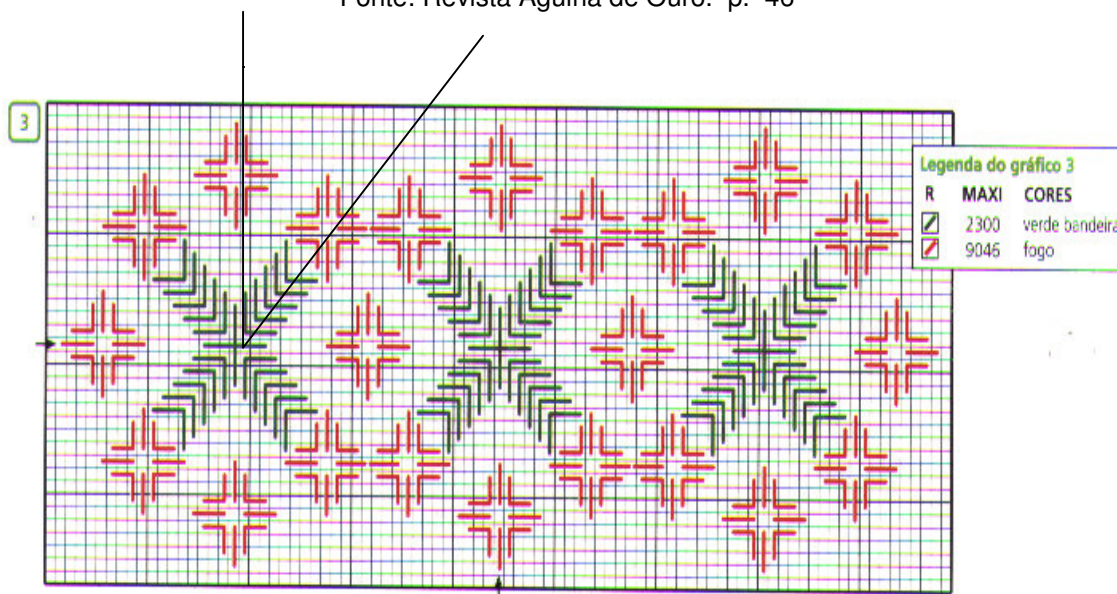 Fonte: Revista Agulha de Ouro. p. 46
3
Legenda do gráfico 3
R MAXI CORES
2300 verde bandeira
9046 fogo